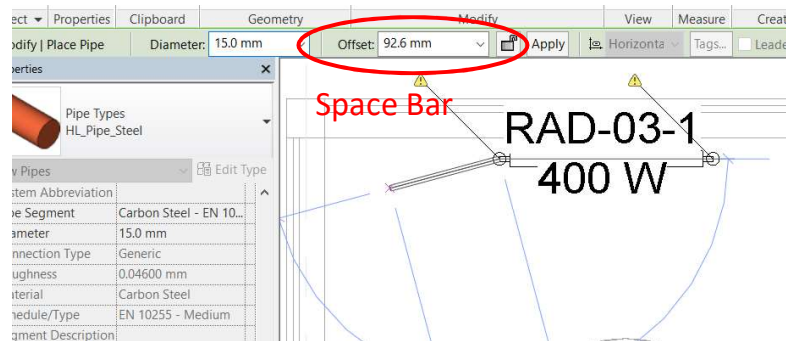 ect Properties Clipboard Geometry Modify View Measure Creat
odify | Place Pipe Diameter: 15.0 mm Offset: 92.6 mm Apply Horizonta Tags... Leade
perties
Space Bar
Pipe Types
HL_Pipe_Steel
RAD-03-1
400 W
w Pipes Edit Type
stem Abbreviation
pe Segment Carbon Steel - EN 10...
ameter 15.0 mm
nnection Type Generic
ughness 0.04600 mm
aterial Carbon Steel
hedule/Type EN 10255 - Medium
gment Description